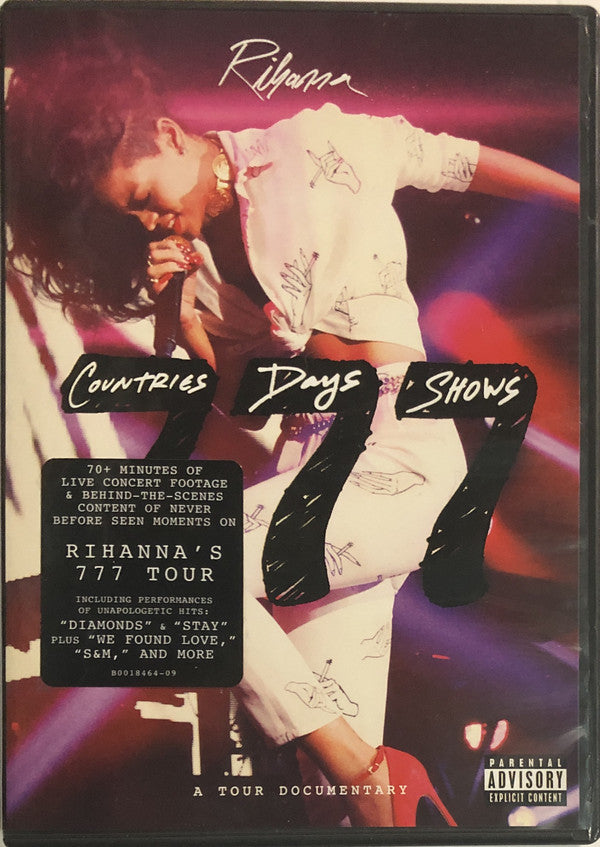 Rihanna
COUNTRIES Days SHOWS
777
70+ MINUTES OF
LIVE CONCERT FOOTAGE
& BEHIND-THE-SCENES
CONTENT OF NEVER
BEFORE SEEN MOMENTS ON
RIHANNA'S
777 TOUR
INCLUDING PERFORMANCES
OF UNAPOLOGETIC HITS:
"DIAMONDS" & "STAY"
PLUS "WE FOUND LOVE,"
"S&M," AND MORE
B0018464-09
A TOUR DOCUMENTARY
PARENTAL
ADVISORY
EXPLICIT CONTENT